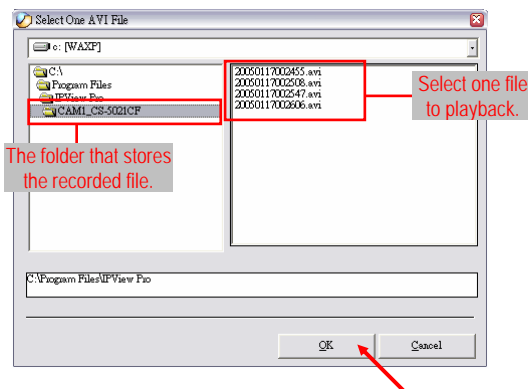 Select One AVI File
c: [WAXP]
C:\
Program Files
IPView Pro
CAM1_CS-5021CF
20050117002455.avi
20050117002508.avi
20050117002547.avi
20050117002606.avi
Select one file
to playback.
The folder that stores
the recorded file.
C:\Program Files\IPView Pro
OK
Cancel